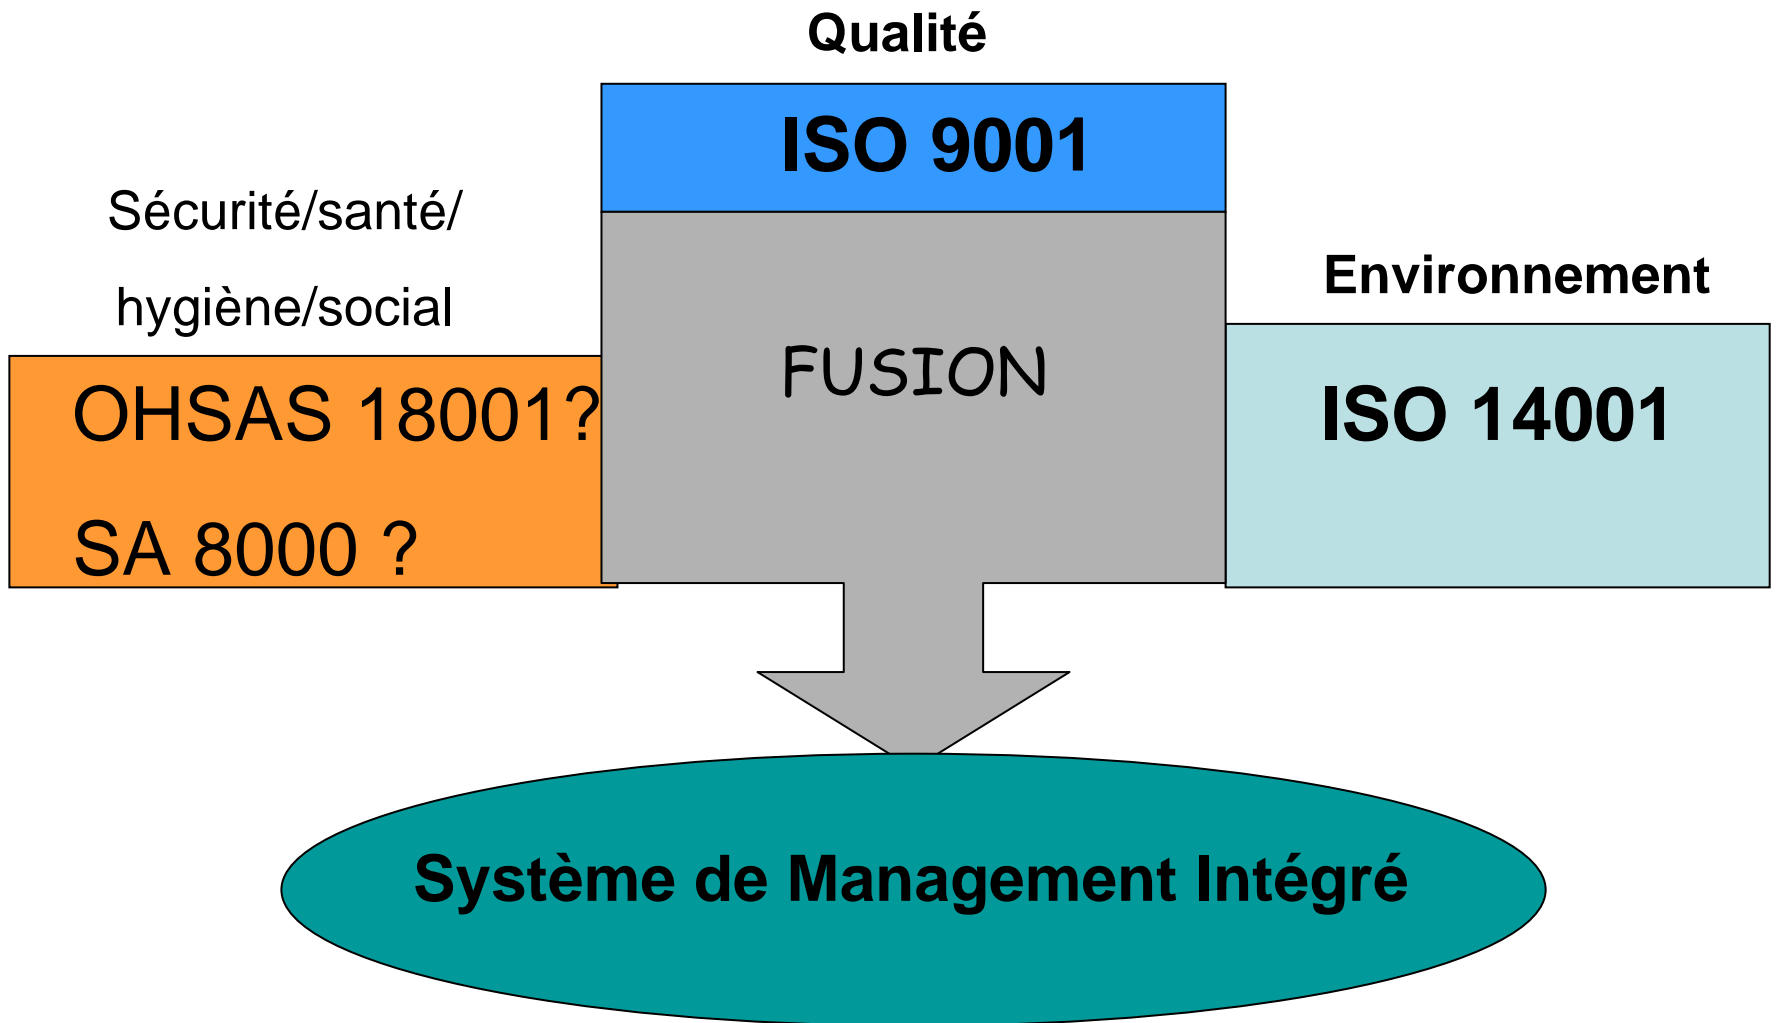 Qualité
ISO 9001
Sécurité/santé/
hygiène/social
Environnement
FUSION
OHSAS 18001?
ISO 14001
SA 8000 ?
Système de Management Intégré